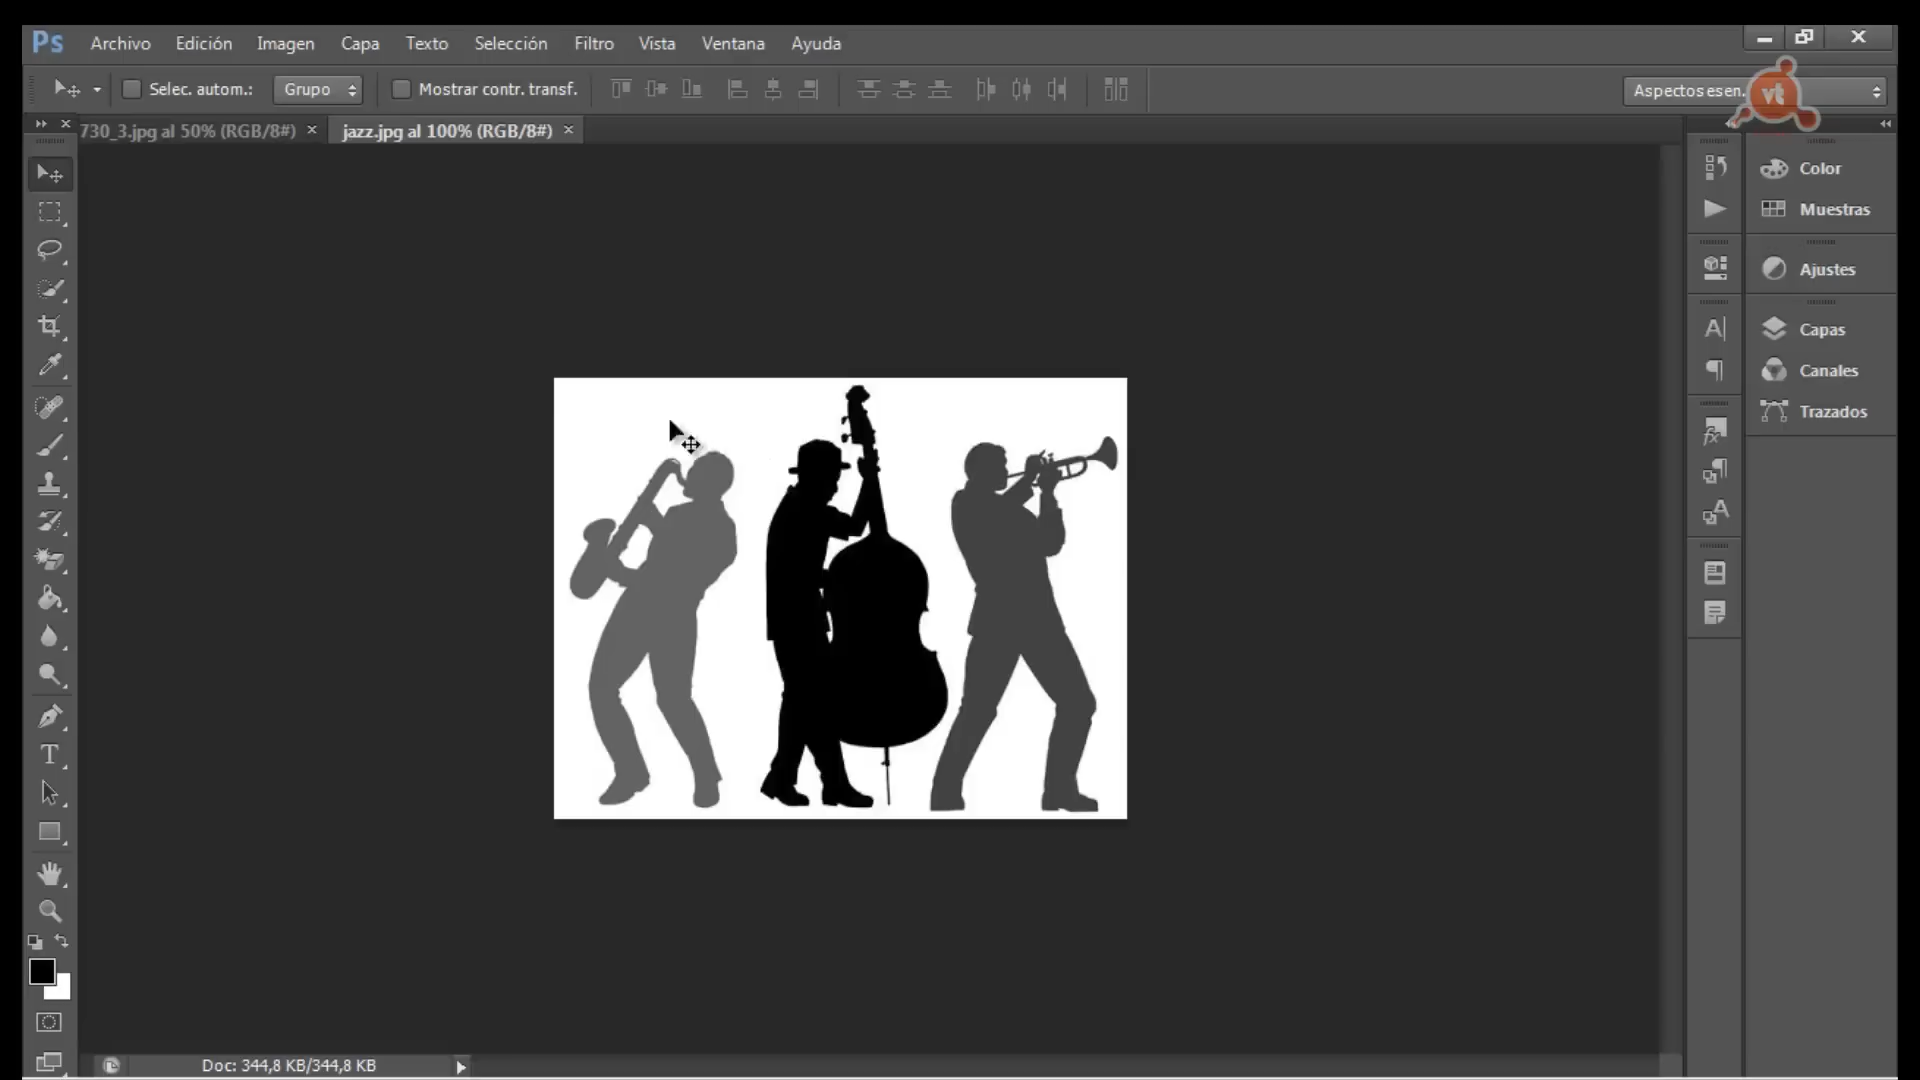 Ps Archivo Edición Imagen Capa Texto Selección Filtro Vista Ventana Ayuda
Selec. autom.: Grupo Mostrar contr. transf. Aspectos esen.
vt
730_3.jpg al 50% (RGB/8#) × jazz.jpg al 100% (RGB/8#) ×
Color
Muestras
Ajustes
Capas
Canales
Trazados
Doc: 344,8 KB/344,8 KB